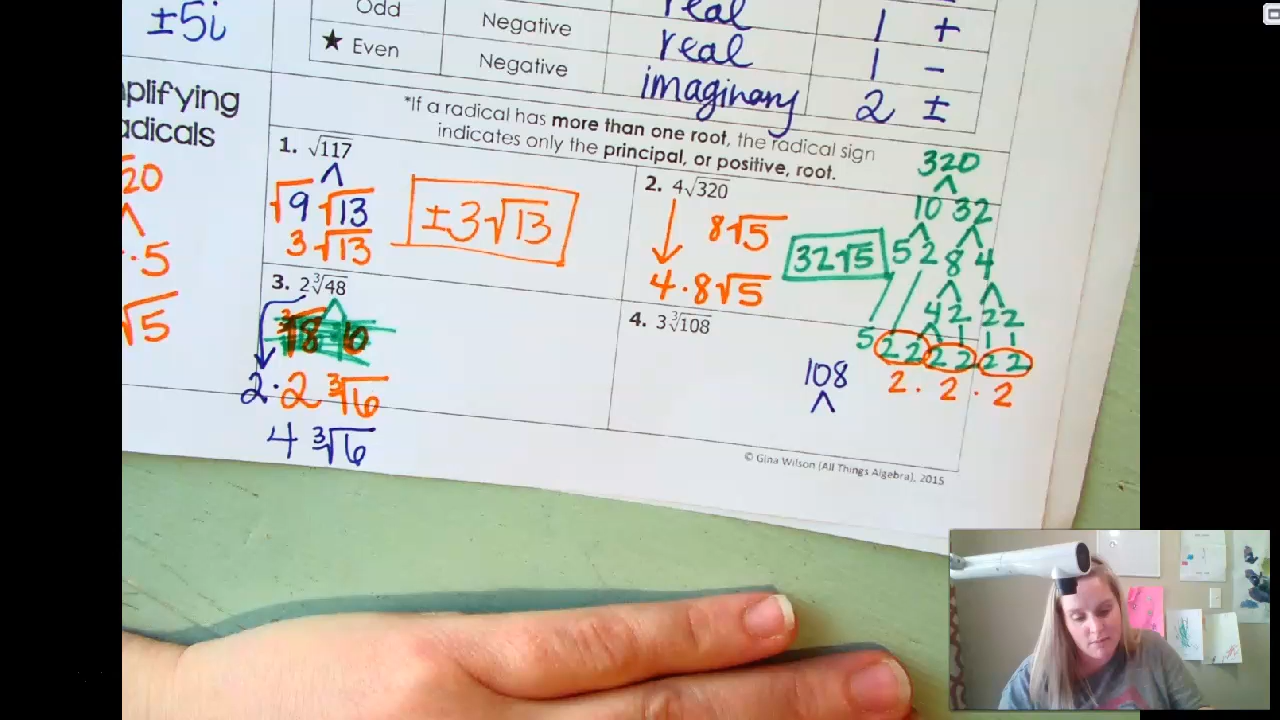 ±5i
Odd Negative real 1 +
★ Even Negative real 1 -
imaginary 2 ±
*If a radical has more than one root, the radical sign
indicates only the principal, or positive, root.
plifying
adicals
20
· 5
√5
1. √117
√9 √13
3√13
±3√13
2. 4√320
8√5
4·8√5
32√5
320
10 32
5 2 8 4
4 2 2 2
5 2 2 2 2 2 2
2 · 2 · 2
3. 2∛48
∛8
2·2∛6
4∛6
4. 3∛108
108
© Gina Wilson (All Things Algebra), 2015